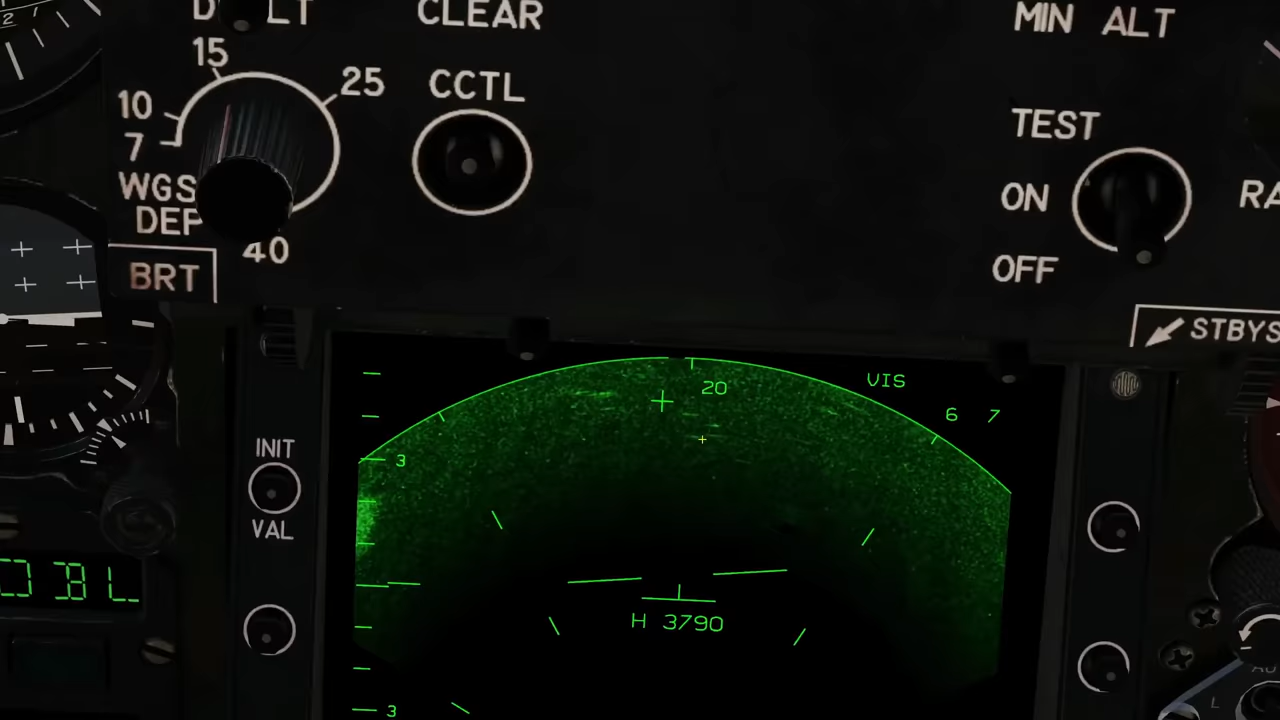 CLEAR
MIN ALT
15
25
CCTL
10
7
TEST
WGS
DEP
ON
40
OFF
BRT
STBYS
20
VIS
6 7
3
INIT
VAL
H 3790
3
L